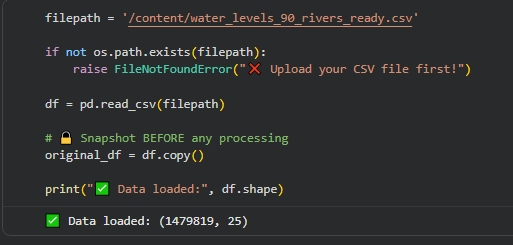 filepath = '/content/water_levels_90_rivers_ready.csv'
if not os.path.exists(filepath):
    raise FileNotFoundError("❌ Upload your CSV file first!")
df = pd.read_csv(filepath)
# 🔒 Snapshot BEFORE any processing
original_df = df.copy()
print("✅ Data loaded:", df.shape)
✅ Data loaded: (1479819, 25)